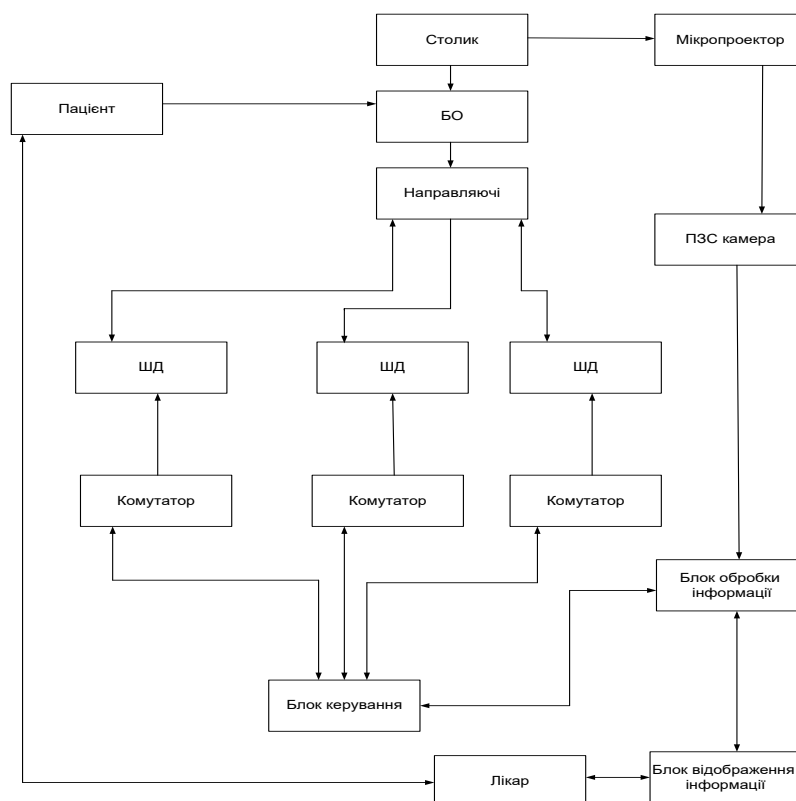 Столик
Мікропроектор
Пацієнт
БО
Направляючі
ПЗС камера
ШД
ШД
ШД
Комутатор
Комутатор
Комутатор
Блок обробки
інформації
Блок керування
Лікар
Блок відображення
інформації